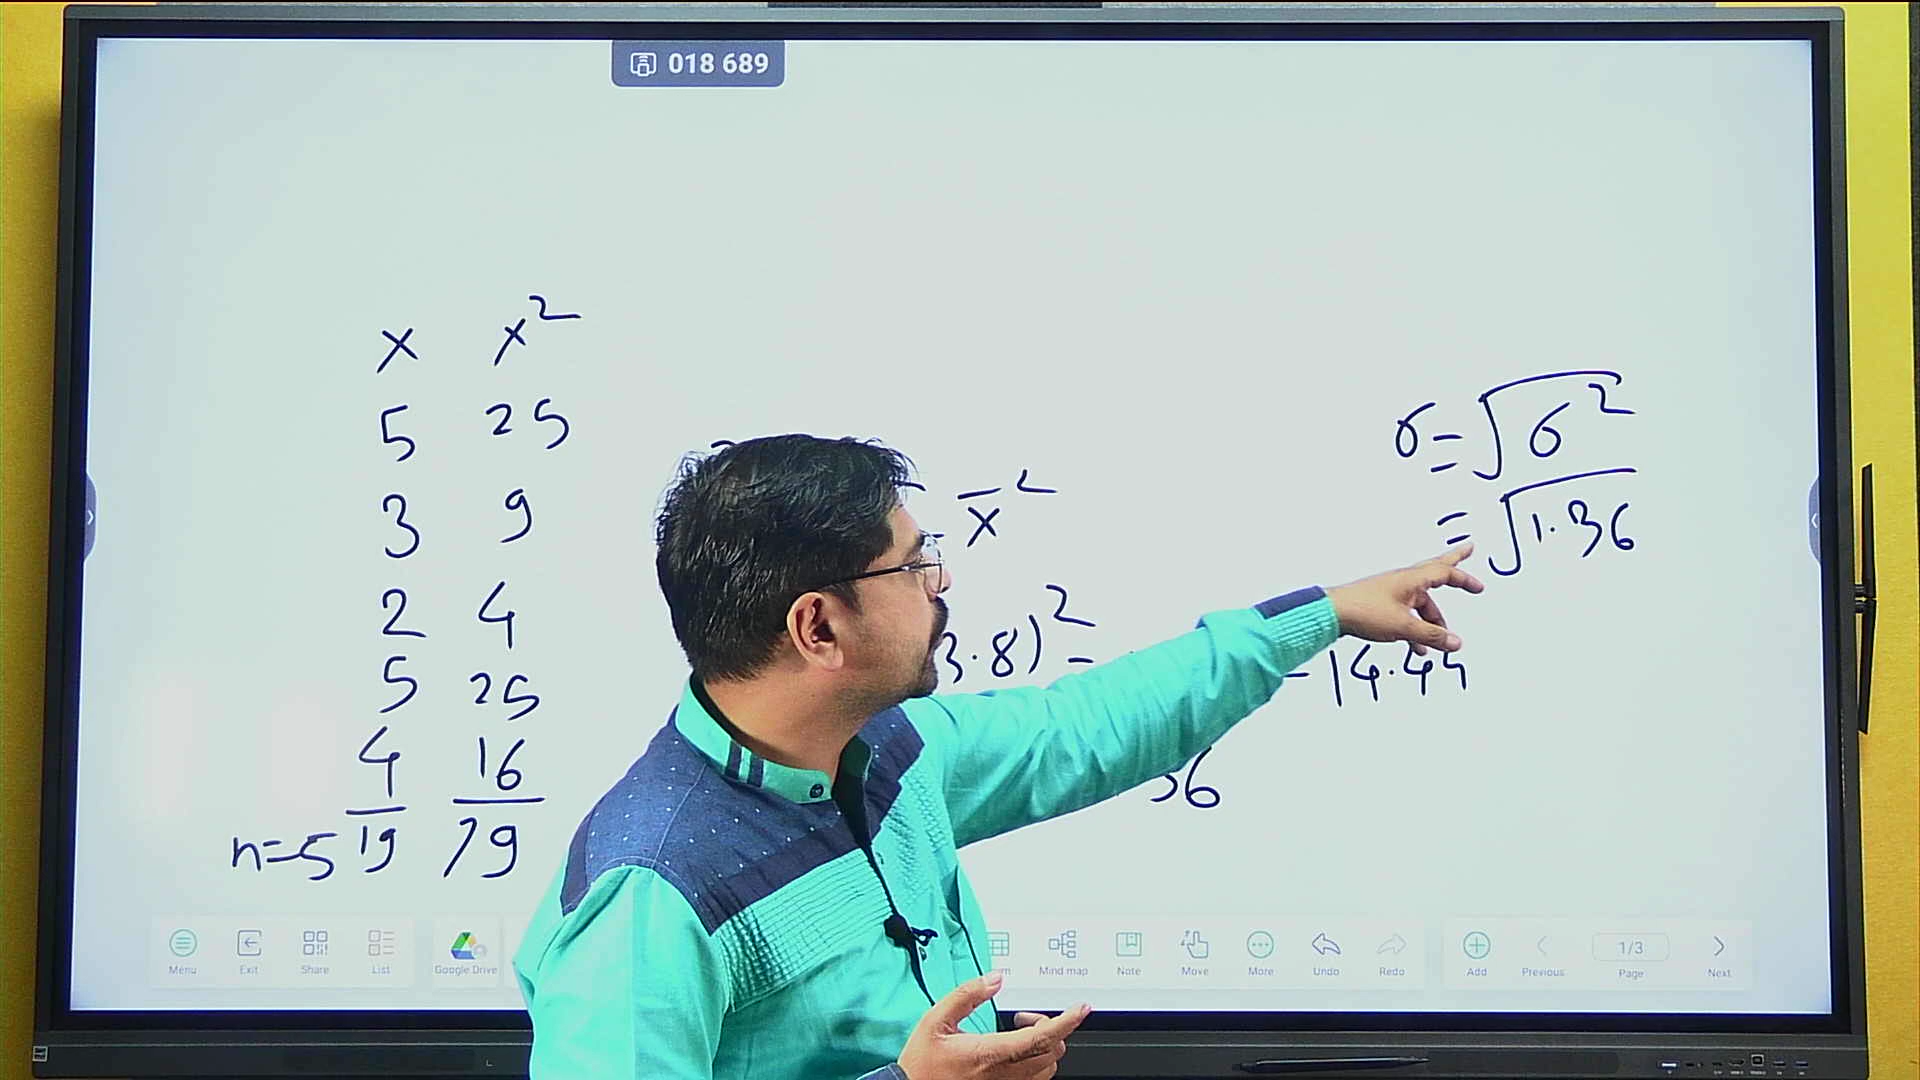 018 689
x x²
5 25
3 9
2 4
5 25
4 16
n=5 19 79
x̄²
3.8)² =
- 14.44
36
σ = √σ²
= √1.36
Menu Exit Share List Google Drive Mind map Note Move More Undo Redo Add Previous 1/3 Page Next